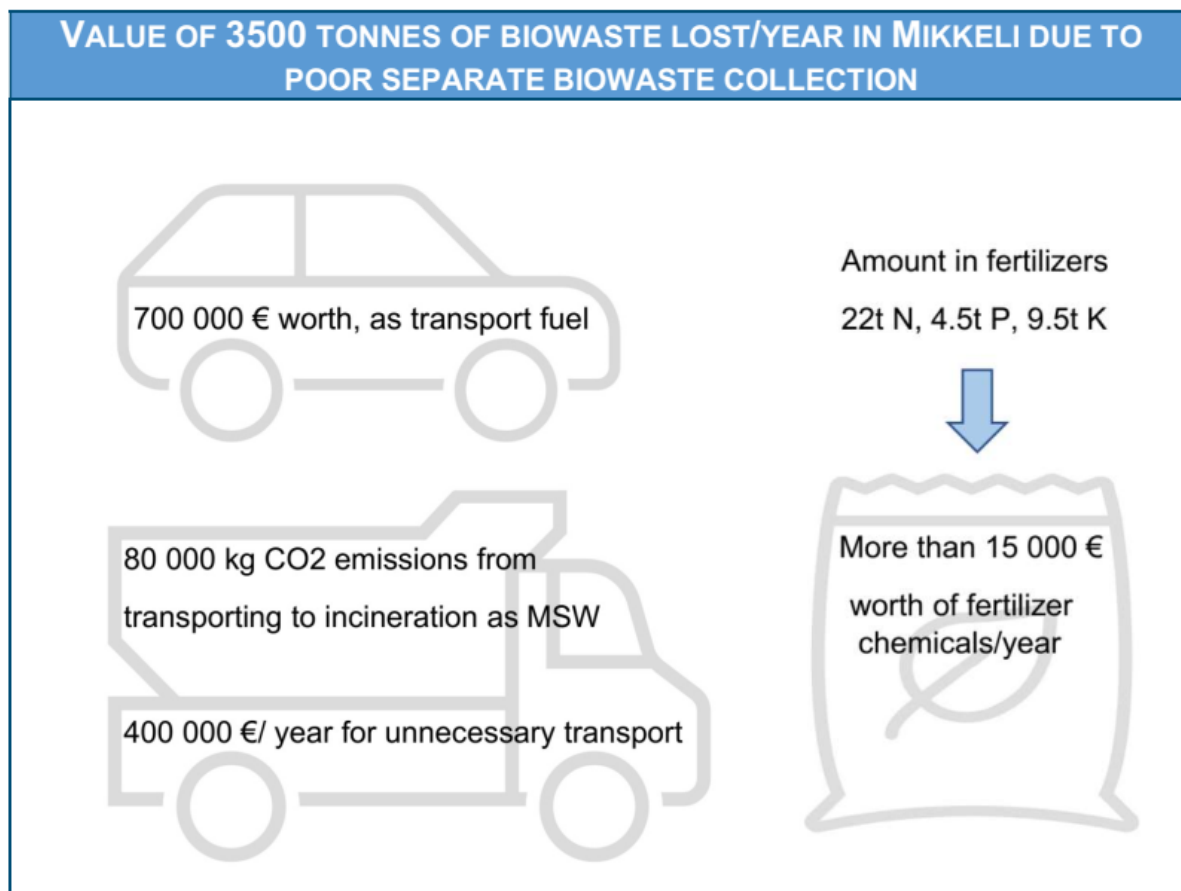 VALUE OF 3500 TONNES OF BIOWASTE LOST/YEAR IN MIKKELI DUE TO
POOR SEPARATE BIOWASTE COLLECTION
700 000 € worth, as transport fuel
80 000 kg CO2 emissions from
transporting to incineration as MSW
400 000 €/ year for unnecessary transport
Amount in fertilizers
22t N, 4.5t P, 9.5t K
More than 15 000 €
worth of fertilizer
chemicals/year